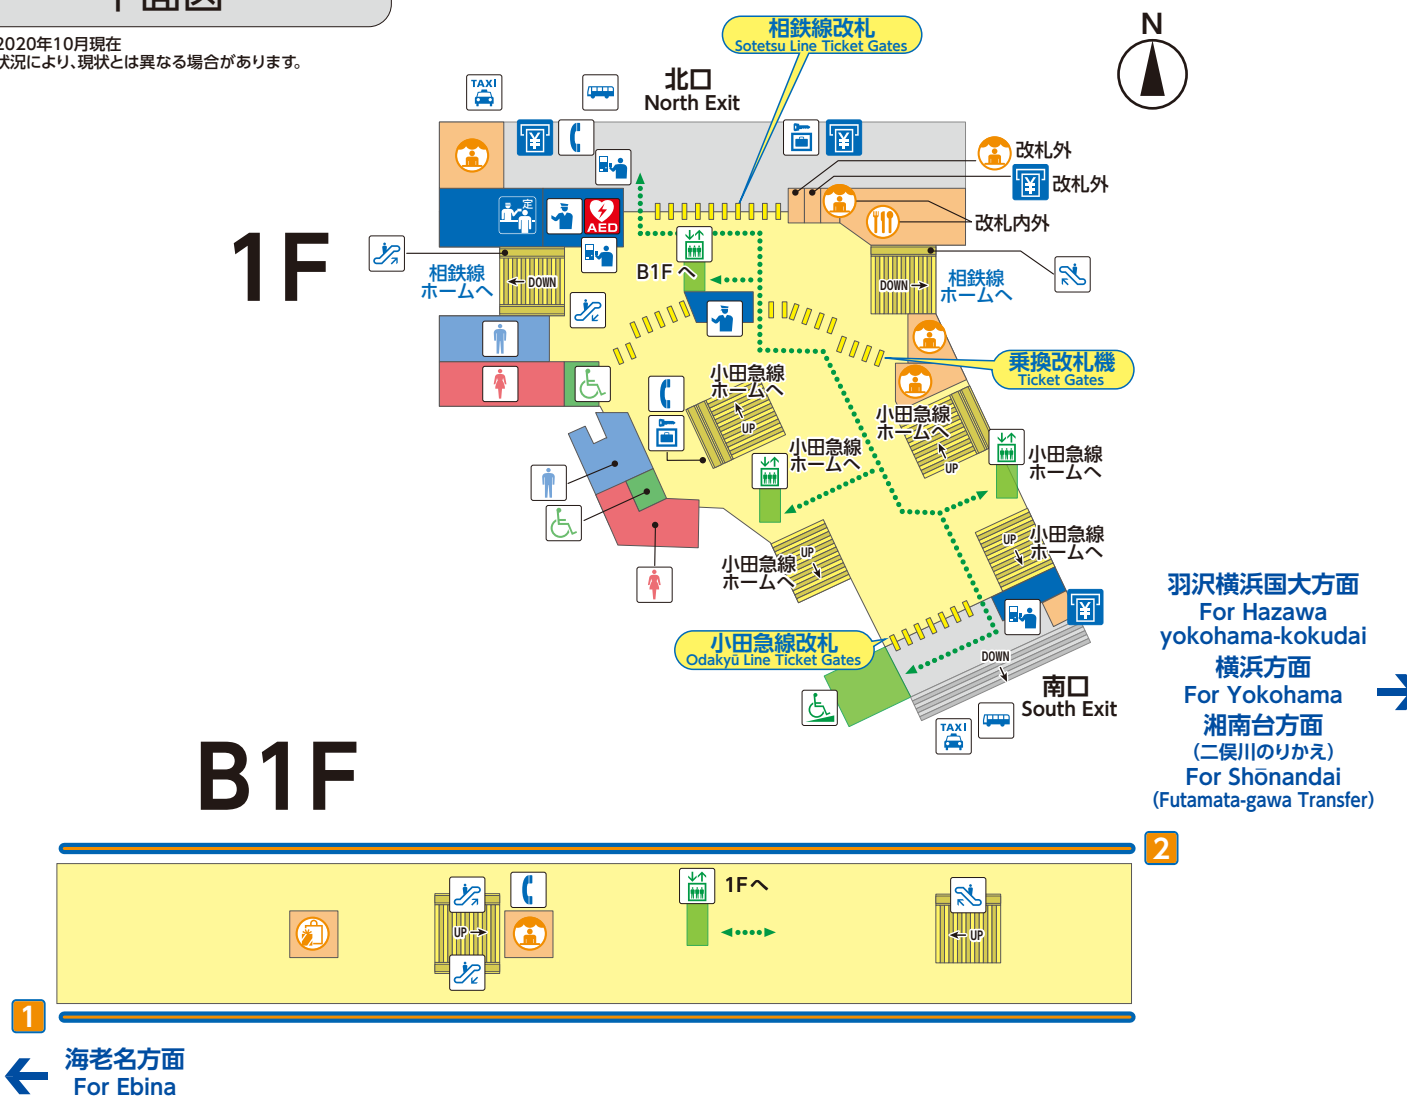 平面図
2020年10月現在
状況により、現状とは異なる場合があります。
相鉄線改札
Sotetsu Line Ticket Gates
N
北口
North Exit
TAXI
改札外
改札外
改札内外
定
AED
1F
B1Fへ
相鉄線
ホームへ
DOWN
DOWN
相鉄線
ホームへ
乗換改札機
Ticket Gates
小田急線
ホームへ
UP
小田急線
ホームへ
UP
小田急線
ホームへ
小田急線
ホームへ
小田急線
ホームへ
UP
小田急線
ホームへ
UP
小田急線改札
Odakyū Line Ticket Gates
DOWN
南口
South Exit
TAXI
羽沢横浜国大方面
For Hazawa
yokohama-kokudai
横浜方面
For Yokohama
湘南台方面
(二俣川のりかえ)
For Shōnandai
(Futamata-gawa Transfer)
B1F
2
1Fへ
UP
UP
1
海老名方面
For Ebina